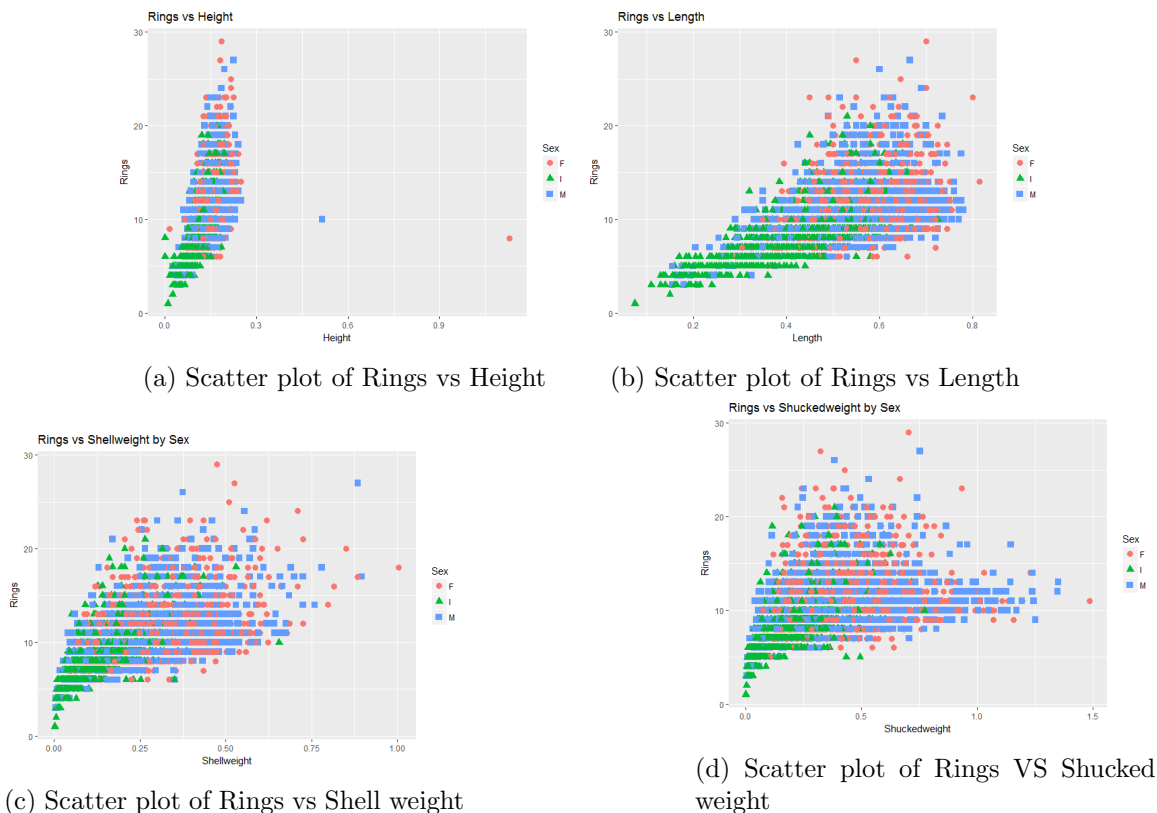 Rings vs Height
30
20
10
0
Rings
0.0 0.3 0.6 0.9
Height
Sex
F
I
M
(a) Scatter plot of Rings vs Height
Rings vs Length
30
20
10
0
Rings
0.2 0.4 0.6 0.8
Length
Sex
F
I
M
(b) Scatter plot of Rings vs Length
Rings vs Shellweight by Sex
30
20
10
0
Rings
0.00 0.25 0.50 0.75 1.00
Shellweight
Sex
F
I
M
(c) Scatter plot of Rings vs Shell weight
Rings vs Shuckedweight by Sex
30
20
10
0
Rings
0.0 0.5 1.0 1.5
Shuckedweight
Sex
F
I
M
(d) Scatter plot of Rings VS Shucked
weight